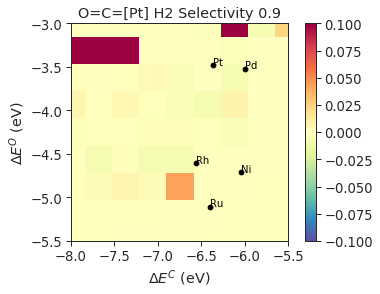 O=C=[Pt] H2 Selectivity 0.9
−3.0
−3.5
−4.0
−4.5
−5.0
−5.5
ΔE^O (eV)
Pt
Pd
Rh
Ni
Ru
−8.0 −7.5 −7.0 −6.5 −6.0 −5.5
ΔE^C (eV)
0.100
0.075
0.050
0.025
0.000
−0.025
−0.050
−0.075
−0.100